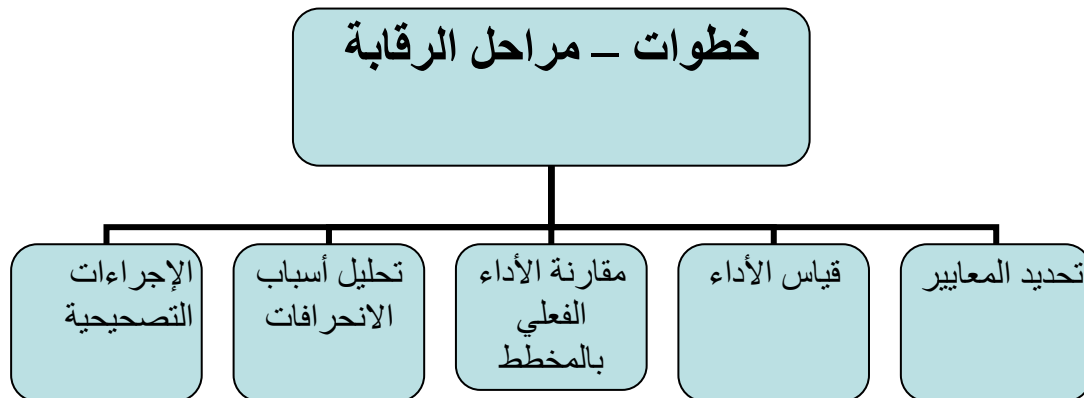 خطوات – مراحل الرقابة
تحديد المعايير
قياس الأداء
مقارنة الأداء
الفعلي
بالمخطط
تحليل أسباب
الانحرافات
الإجراءات
التصحيحية